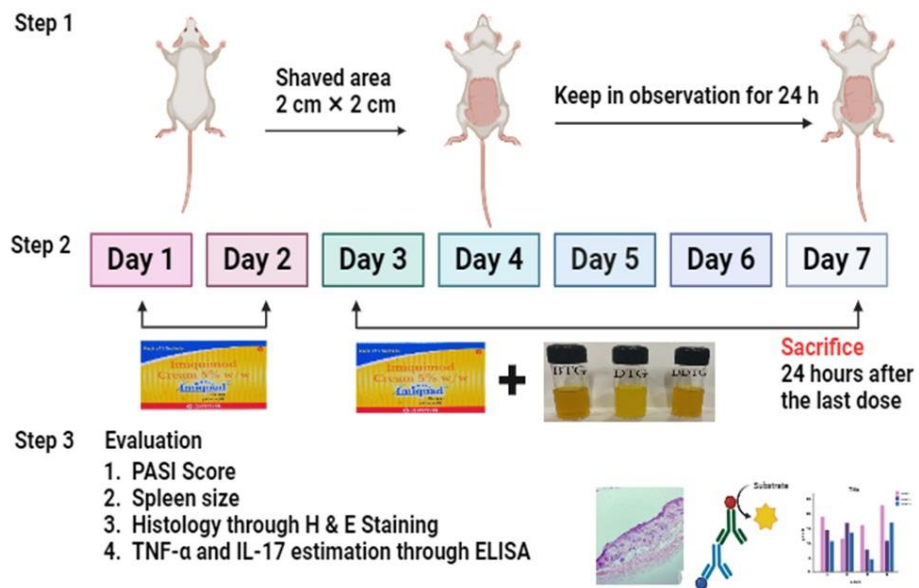 Step 1
Shaved area
2 cm × 2 cm
Keep in observation for 24 h
Step 2
Day 1
Day 2
Day 3
Day 4
Day 5
Day 6
Day 7
Imiquimod
Cream 5% w/w
Imiquad
Imiquimod
Cream 5% w/w
Imiquad
+
BTG
DTG
DDTG
Sacrifice
24 hours after
the last dose
Step 3
Evaluation
1. PASI Score
2. Spleen size
3. Histology through H & E Staining
4. TNF-α and IL-17 estimation through ELISA
Substrate
Title